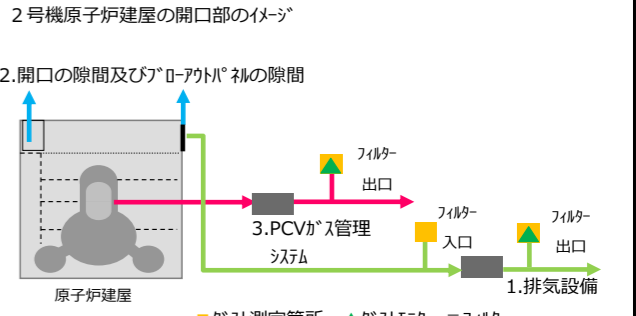 ２号機原子炉建屋の開口部のｲﾒｰｼﾞ
2.開口の隙間及びﾌﾞﾛｰｱｳﾄﾊﾟﾈﾙの隙間
ﾌｨﾙﾀｰ
出口
3.PCVｶﾞｽ管理
ｼｽﾃﾑ
ﾌｨﾙﾀｰ
入口
ﾌｨﾙﾀｰ
出口
1.排気設備
原子炉建屋